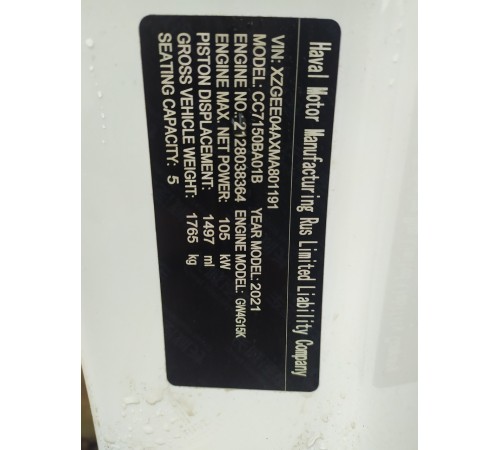 Haval Motor Manufacturing Rus Limited Liability Company
VIN: XZGEE04AXMA801191
MODEL: CC7150BA01B YEAR MODEL: 2021
ENGINE NO.: 2128038364 ENGINE MODEL: GW4G15K
ENGINE MAX. NET POWER: 105 kW
PISTON DISPLACEMENT: 1497 ml
GROSS VEHICLE WEIGHT: 1765 kg
SEATING CAPACITY: 5